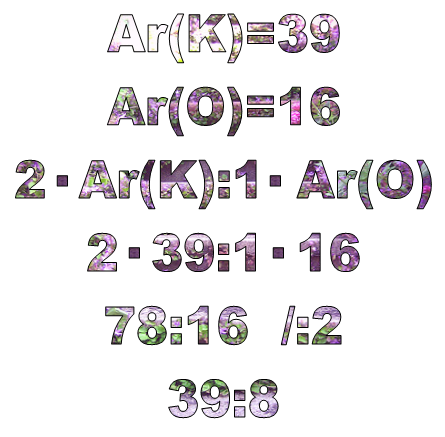 Ar(K)=39
Ar(O)=16
2 · Ar(K):1 · Ar(O)
2 · 39:1 · 16
78:16 /:2
39:8